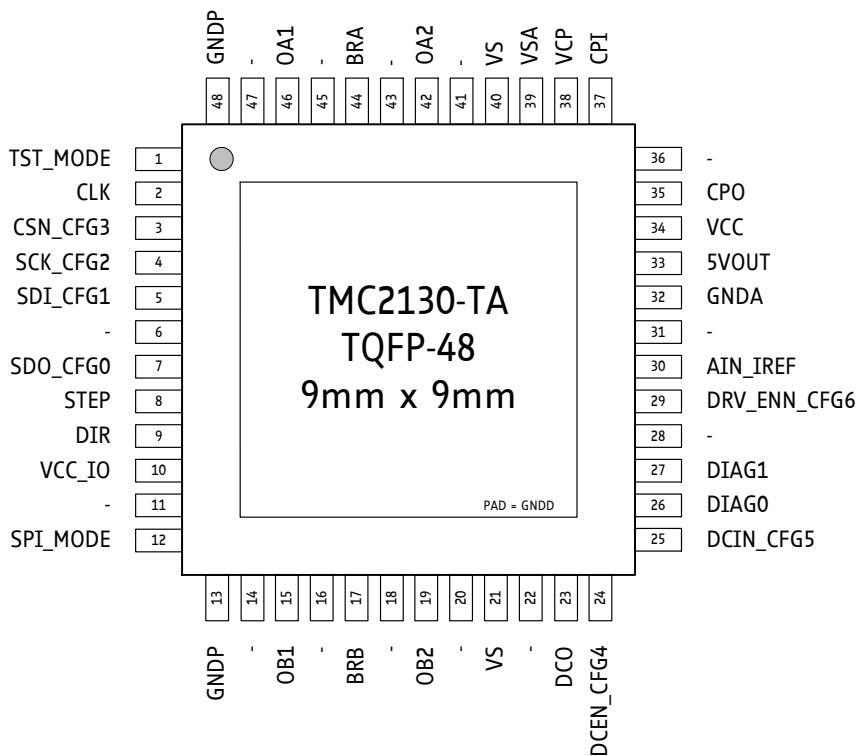 GNDP - OA1 - BRA - OA2 - VS VSA VCP CPI
48 47 46 45 44 43 42 41 40 39 38 37
TST_MODE 1
CLK 2
CSN_CFG3 3
SCK_CFG2 4
SDI_CFG1 5
- 6
SDO_CFG0 7
STEP 8
DIR 9
VCC_IO 10
- 11
SPI_MODE 12
TMC2130-TA
TQFP-48
9mm x 9mm
PAD = GNDD
36 -
35 CPO
34 VCC
33 5VOUT
32 GNDA
31 -
30 AIN_IREF
29 DRV_ENN_CFG6
28 -
27 DIAG1
26 DIAG0
25 DCIN_CFG5
13 14 15 16 17 18 19 20 21 22 23 24
GNDP - OB1 - BRB - OB2 - VS - DCO DCEN_CFG4